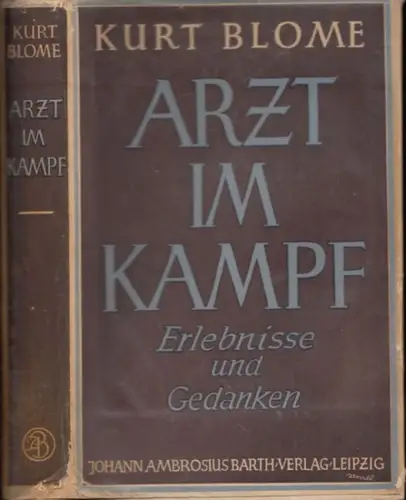 KURT
BLOME
ARZT
IM
KAMPF
KURT BLOME
ARZT
IM
KAMPF
Erlebnisse
und
Gedanken
JOHANN AMBROSIUS BARTH·VERLAG·LEIPZIG